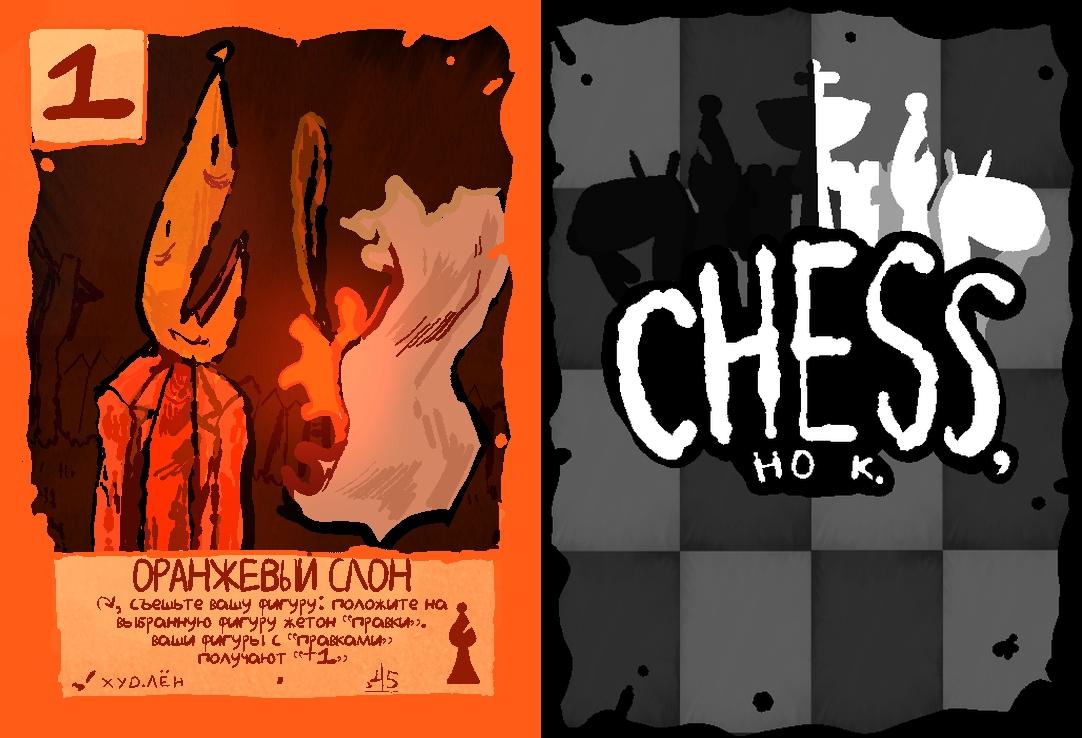 1
ОРАНЖЕВЫЙ СЛОН
, съешьте вашу фигуру: положите на
выбранную фигуру жетон “правки”.
ваши фигуры с “правками”
получают “+1”
худ.лён
45
CHESS,
НО К.